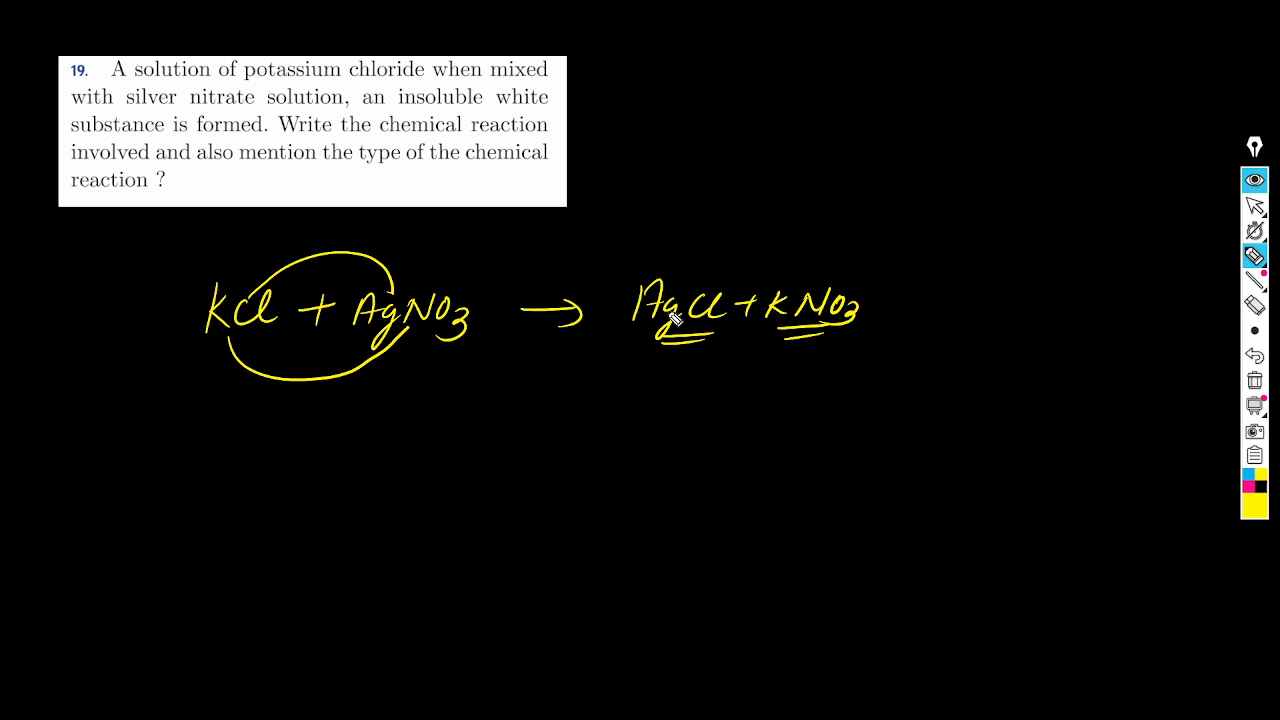 19. A solution of potassium chloride when mixed
with silver nitrate solution, an insoluble white
substance is formed. Write the chemical reaction
involved and also mention the type of the chemical
reaction ?
KCl + AgNO3 → AgCl + KNO3